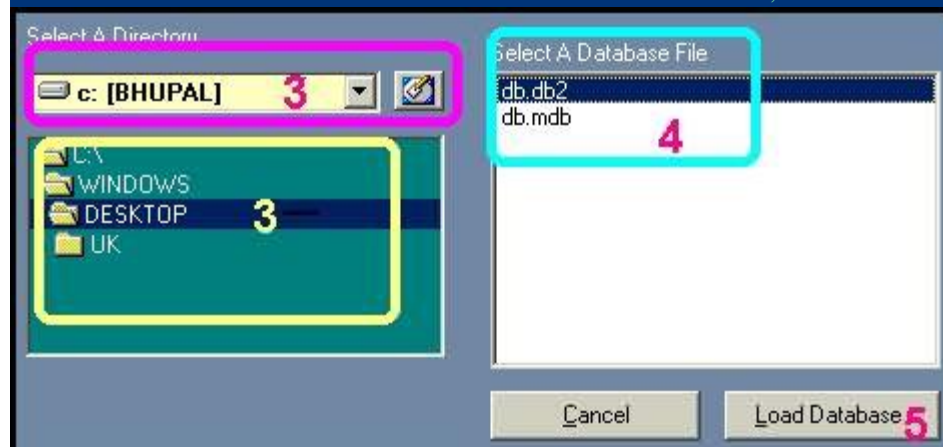 Select A Directory
c: [BHUPAL] 3
C:\
WINDOWS
DESKTOP 3
UK
Select A Database File
db.db2
db.mdb
4
Cancel
Load Database 5